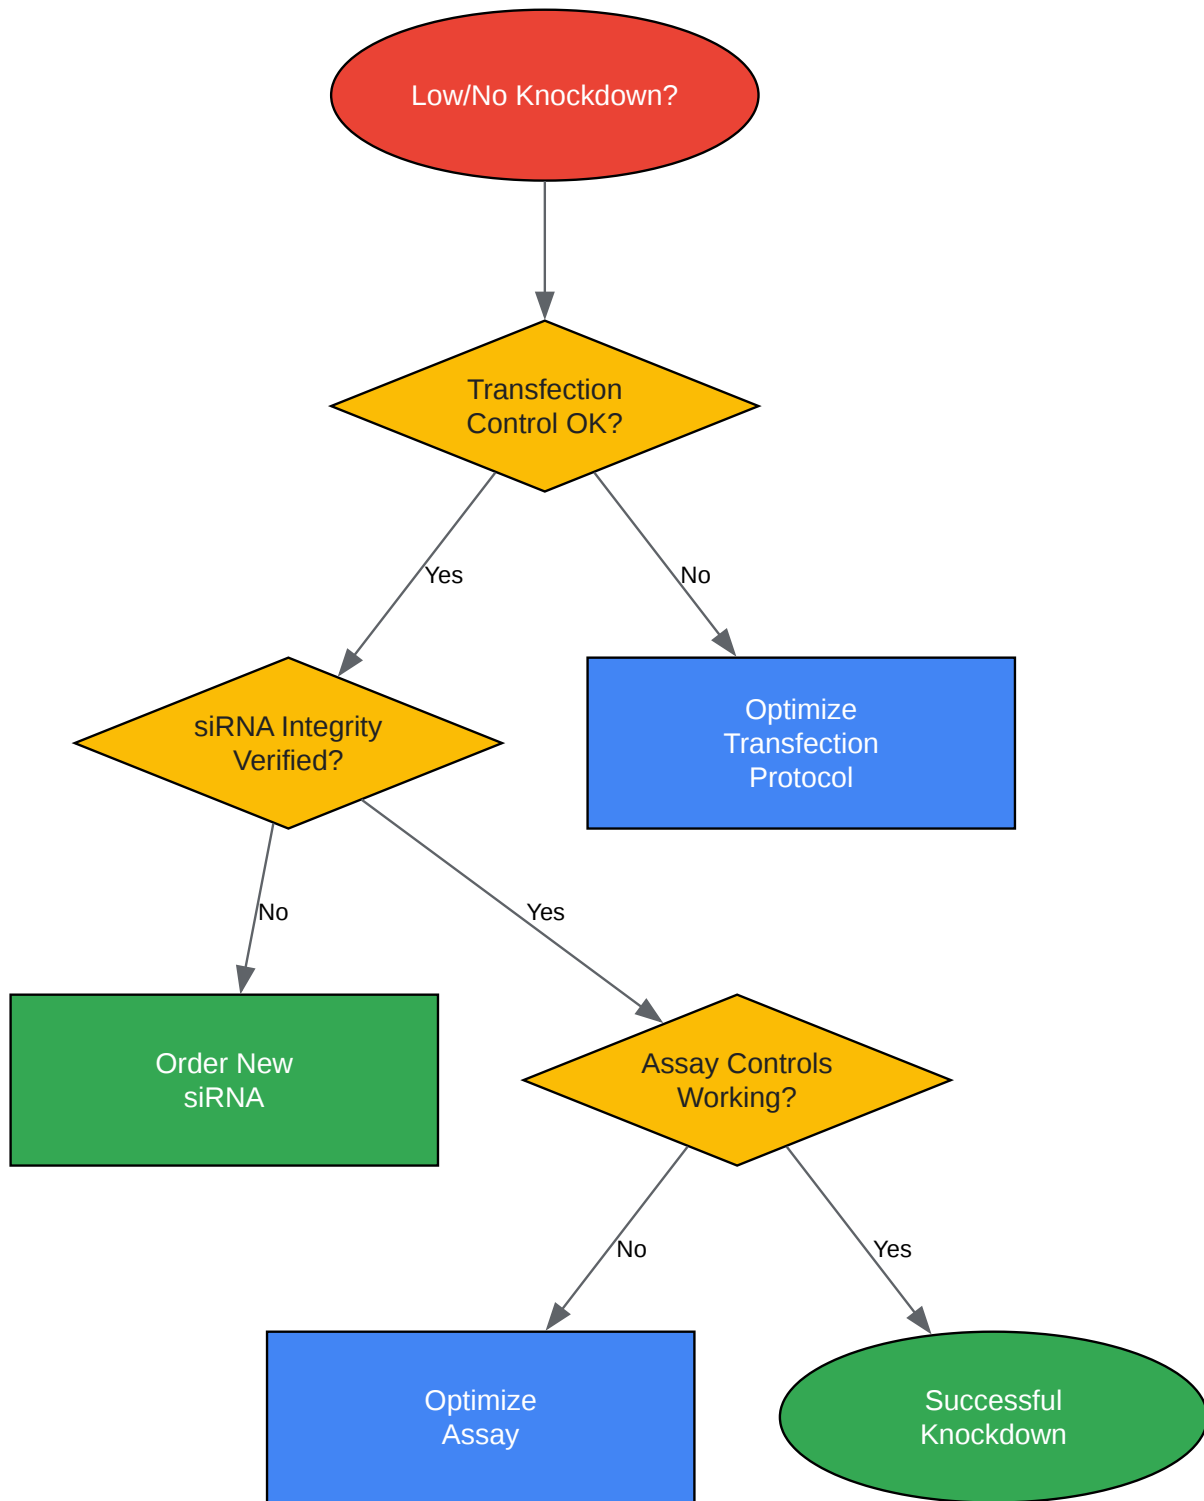 Low/No Knockdown?
Transfection
Control OK?
Yes
No
siRNA Integrity
Verified?
Optimize
Transfection
Protocol
No
Yes
Order New
siRNA
Assay Controls
Working?
No
Yes
Optimize
Assay
Successful
Knockdown